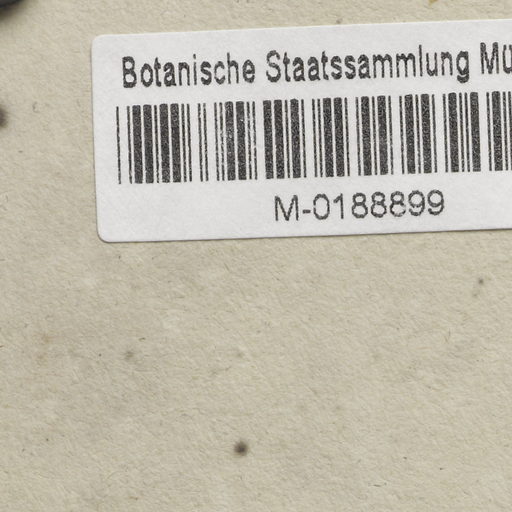 Botanische Staatssammlung Mü
M-0188899